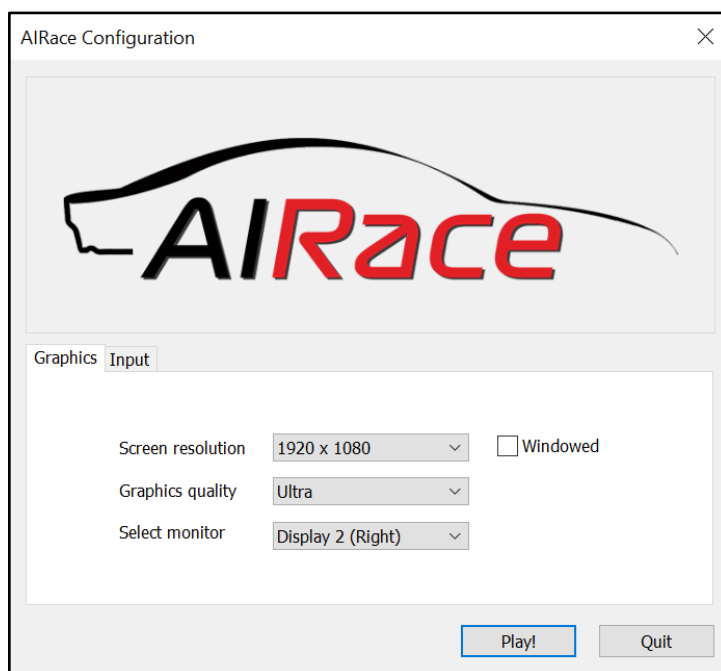 AIRace Configuration
AIRace
Graphics Input
Screen resolution 1920 x 1080 Windowed
Graphics quality Ultra
Select monitor Display 2 (Right)
Play! Quit